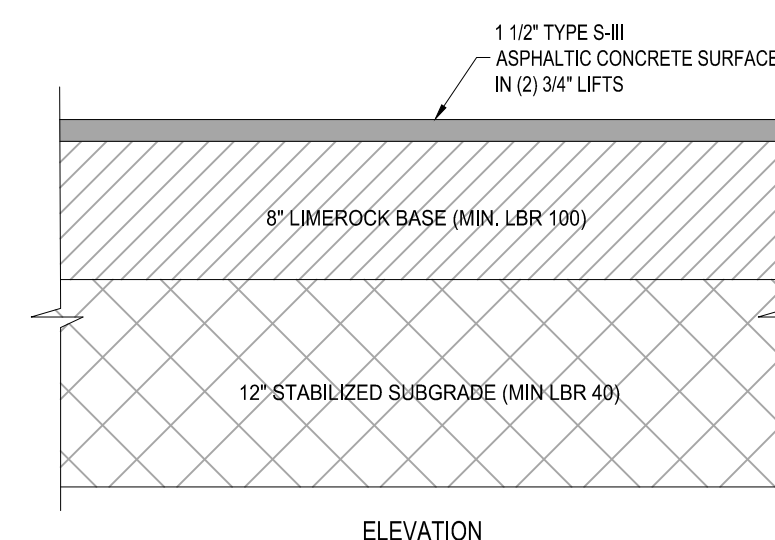 1 1/2" TYPE S-III
ASPHALTIC CONCRETE SURFACE
IN (2) 3/4" LIFTS
8" LIMEROCK BASE (MIN. LBR 100)
12" STABILIZED SUBGRADE (MIN LBR 40)
ELEVATION